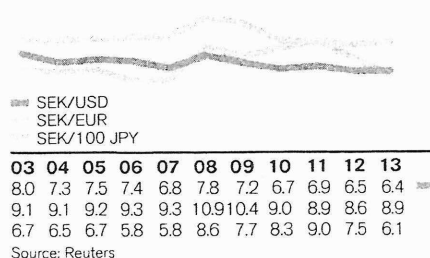 SEK/USD
SEK/EUR
SEK/100 JPY
03 04 05 06 07 08 09 10 11 12 13
8.0 7.3 7.5 7.4 6.8 7.8 7.2 6.7 6.9 6.5 6.4
9.1 9.1 9.2 9.3 9.3 10.9 10.4 9.0 8.9 8.6 8.9
6.7 6.5 6.7 5.8 5.8 8.6 7.7 8.3 9.0 7.5 6.1
Source: Reuters